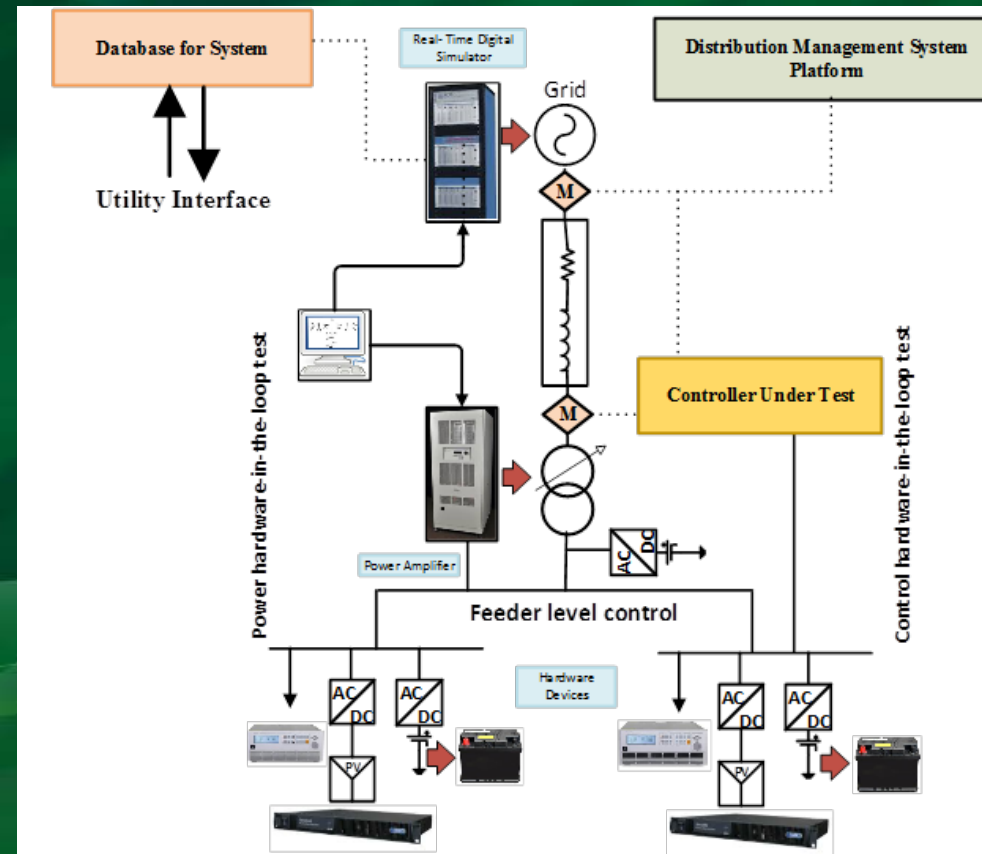 Database for System
Real- Time Digital
Simulator
Distribution Management System
Platform
Grid
M
Utility Interface
Power hardware-in-the-loop test
Control hardware-in-the-loop test
Controller Under Test
M
AC
DC
Power Amplifier
Feeder level control
Hardware
Devices
AC
DC
AC
DC
AC
DC
AC
DC
PV
PV